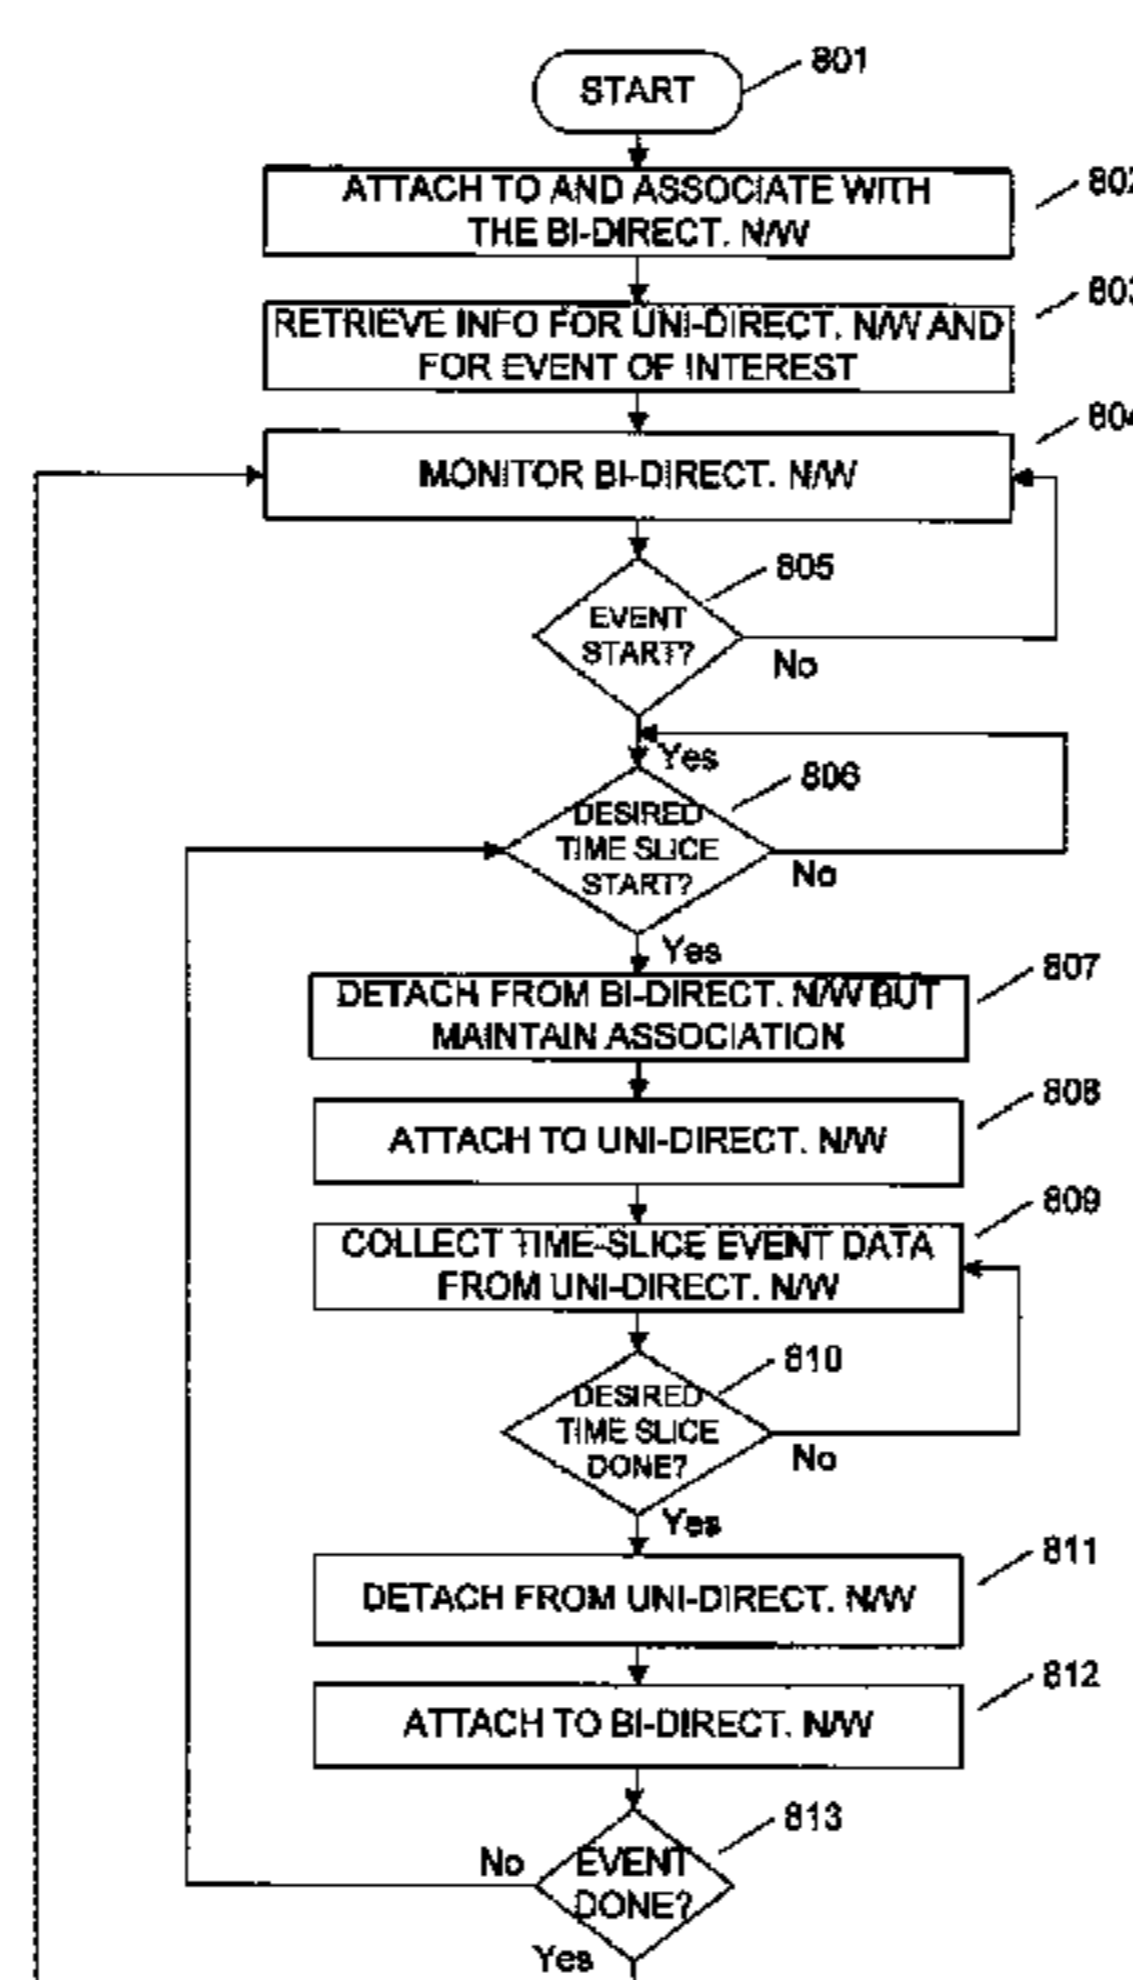 START
801
ATTACH TO AND ASSOCIATE WITH
THE BI-DIRECT. N/W
802
RETRIEVE INFO FOR UNI-DIRECT. N/W AND
FOR EVENT OF INTEREST
803
MONITOR BI-DIRECT. N/W
804
EVENT
START?
805
No
Yes
DESIRED
TIME SLICE
START?
806
No
Yes
DETACH FROM BI-DIRECT. N/W BUT
MAINTAIN ASSOCIATION
807
ATTACH TO UNI-DIRECT. N/W
808
COLLECT TIME-SLICE EVENT DATA
FROM UNI-DIRECT. N/W
809
DESIRED
TIME SLICE
DONE?
810
No
Yes
DETACH FROM UNI-DIRECT. N/W
811
ATTACH TO BI-DIRECT. N/W
812
EVENT
DONE?
813
No
Yes